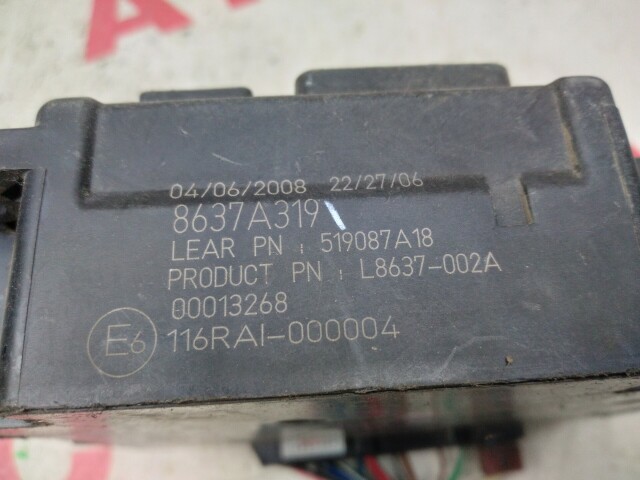 04/06/2008 22/27/06
8637A319
LEAR PN : 519087A18
PRODUCT PN : L8637-002A
00013268
E6 116RAI-000004